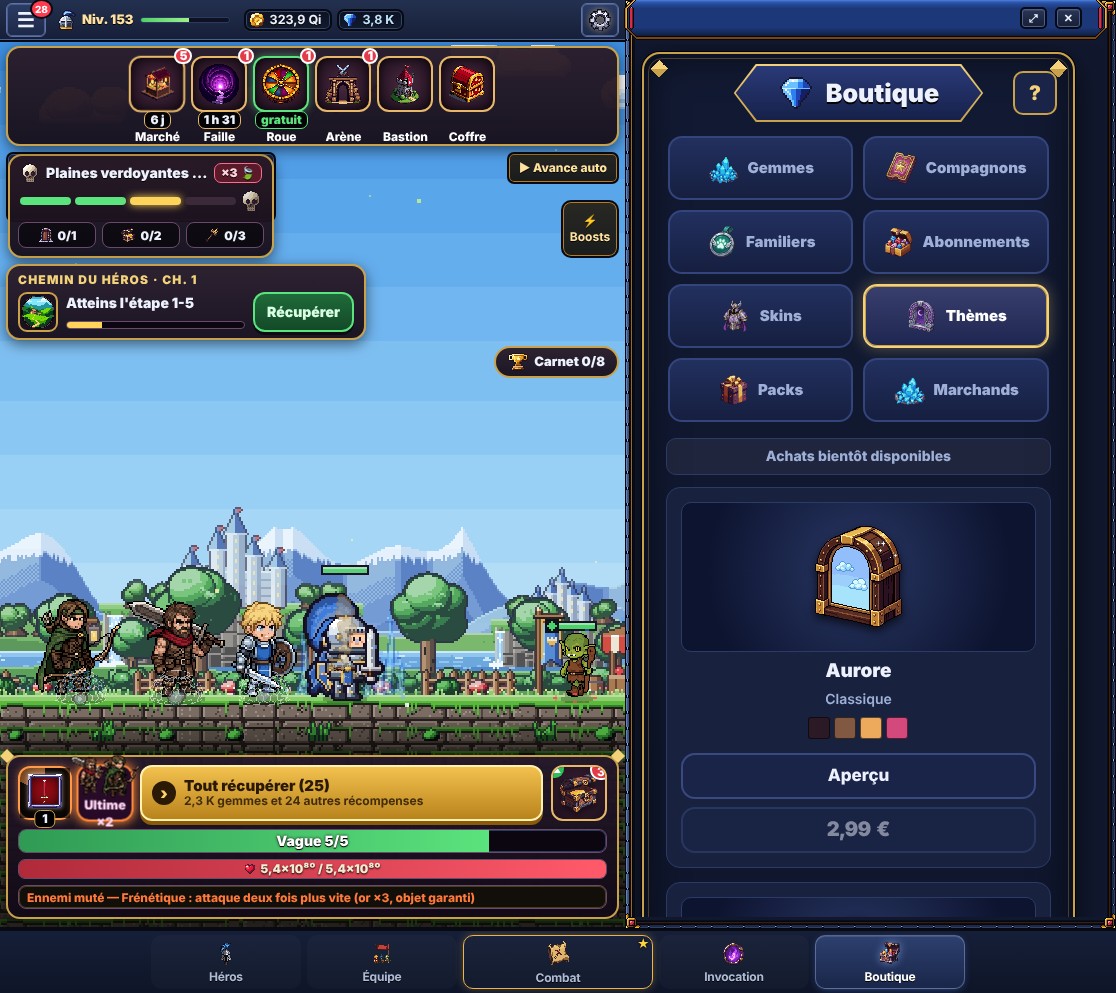 28
Niv. 153
323,9 Qi
3,8 K
5
1
1
1
6 j
1 h 31
gratuit
Marché
Faille
Roue
Arène
Bastion
Coffre
Plaines verdoyantes ...
×3
0/1
0/2
0/3
Avance auto
Boosts
CHEMIN DU HÉROS · CH. 1
Atteins l'étape 1-5
Récupérer
Carnet 0/8
1
Ultime
×2
Tout récupérer (25)
2,3 K gemmes et 24 autres récompenses
3
Vague 5/5
5,4×10⁸⁰ / 5,4×10⁸⁰
Ennemi muté — Frénétique : attaque deux fois plus vite (or ×3, objet garanti)
Boutique
?
Gemmes
Compagnons
Familiers
Abonnements
Skins
Thèmes
Packs
Marchands
Achats bientôt disponibles
Aurore
Classique
Aperçu
2,99 €
Héros
Équipe
Combat
Invocation
Boutique